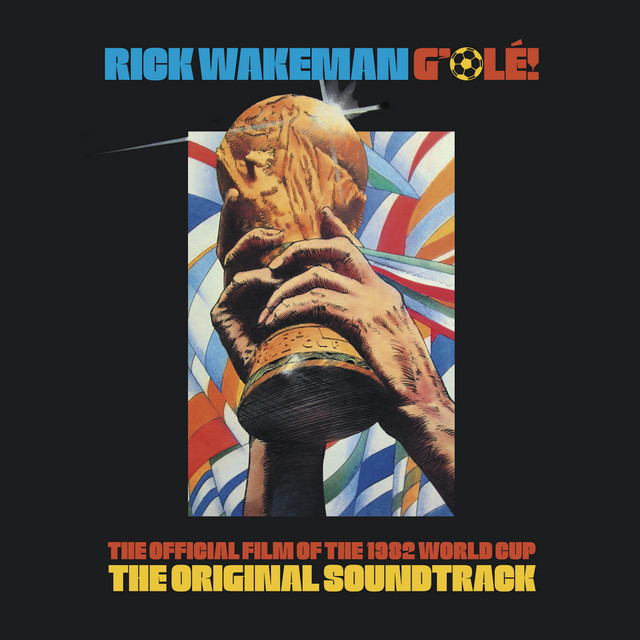 RICK WAKEMAN G'OLÉ!
THE OFFICIAL FILM OF THE 1982 WORLD CUP
THE ORIGINAL SOUNDTRACK